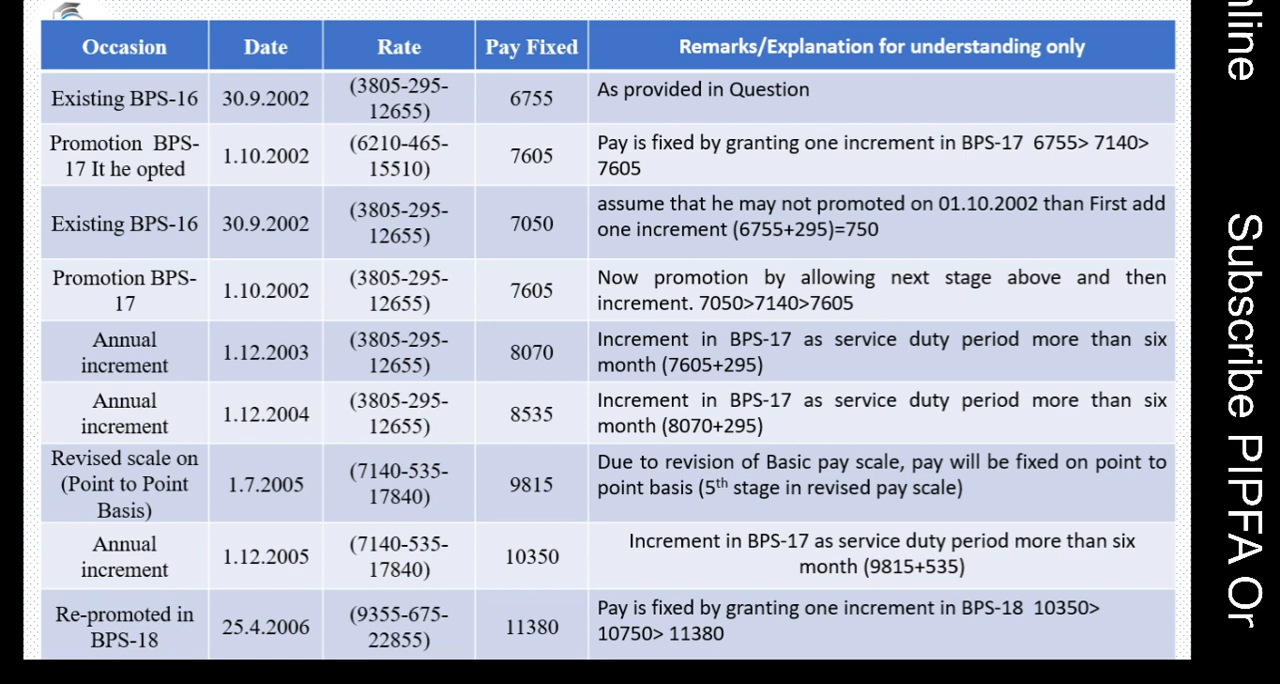 Occasion Date Rate Pay Fixed Remarks/Explanation for understanding only
Existing BPS-16 30.9.2002 (3805-295-
12655) 6755 As provided in Question
Promotion BPS-
17 It he opted 1.10.2002 (6210-465-
15510) 7605 Pay is fixed by granting one increment in BPS-17 6755> 7140>
7605
Existing BPS-16 30.9.2002 (3805-295-
12655) 7050 assume that he may not promoted on 01.10.2002 than First add
one increment (6755+295)=750
Promotion BPS-
17 1.10.2002 (3805-295-
12655) 7605 Now promotion by allowing next stage above and then
increment. 7050>7140>7605
Annual
increment 1.12.2003 (3805-295-
12655) 8070 Increment in BPS-17 as service duty period more than six
month (7605+295)
Annual
increment 1.12.2004 (3805-295-
12655) 8535 Increment in BPS-17 as service duty period more than six
month (8070+295)
Revised scale on
(Point to Point
Basis) 1.7.2005 (7140-535-
17840) 9815 Due to revision of Basic pay scale, pay will be fixed on point to
point basis (5th stage in revised pay scale)
Annual
increment 1.12.2005 (7140-535-
17840) 10350 Increment in BPS-17 as service duty period more than six
month (9815+535)
Re-promoted in
BPS-18 25.4.2006 (9355-675-
22855) 11380 Pay is fixed by granting one increment in BPS-18 10350>
10750> 11380
Subscribe PIPFA Or